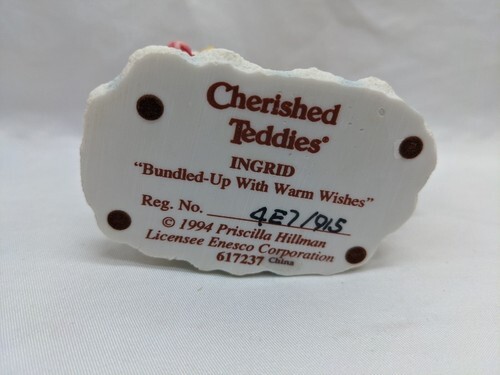 Cherished
Teddies®
INGRID
“Bundled-Up With Warm Wishes”
Reg. No. 4E7/915
© 1994 Priscilla Hillman
Licensee Enesco Corporation
617237 China